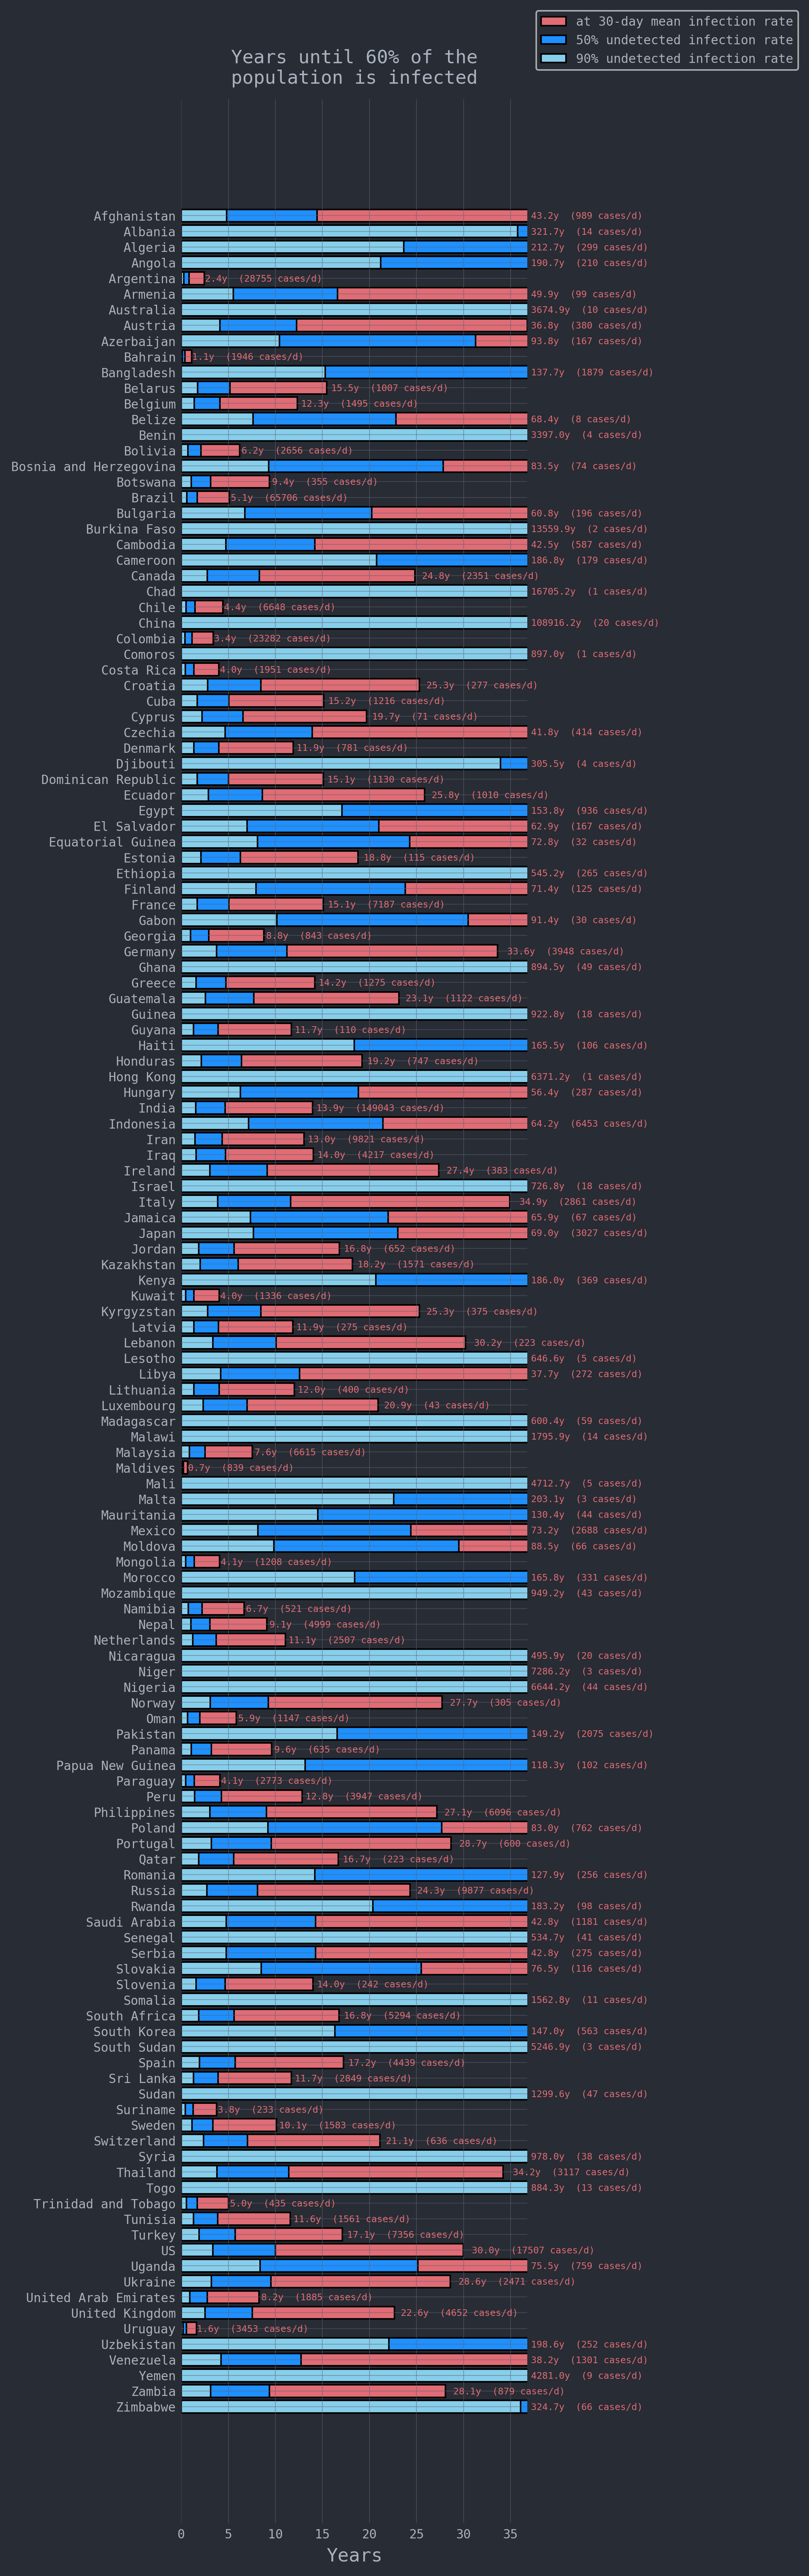 at 30-day mean infection rate
50% undetected infection rate
90% undetected infection rate
Years until 60% of the
population is infected
Afghanistan 43.2y (989 cases/d)
Albania 321.7y (14 cases/d)
Algeria 212.7y (299 cases/d)
Angola 190.7y (210 cases/d)
Argentina 2.4y (28755 cases/d)
Armenia 49.9y (99 cases/d)
Australia 3674.9y (10 cases/d)
Austria 36.8y (380 cases/d)
Azerbaijan 93.8y (167 cases/d)
Bahrain 1.1y (1946 cases/d)
Bangladesh 137.7y (1879 cases/d)
Belarus 15.5y (1007 cases/d)
Belgium 12.3y (1495 cases/d)
Belize 68.4y (8 cases/d)
Benin 3397.0y (4 cases/d)
Bolivia 6.2y (2656 cases/d)
Bosnia and Herzegovina 83.5y (74 cases/d)
Botswana 9.4y (355 cases/d)
Brazil 5.1y (65706 cases/d)
Bulgaria 60.8y (196 cases/d)
Burkina Faso 13559.9y (2 cases/d)
Cambodia 42.5y (587 cases/d)
Cameroon 186.8y (179 cases/d)
Canada 24.8y (2351 cases/d)
Chad 16705.2y (1 cases/d)
Chile 4.4y (6648 cases/d)
China 108916.2y (20 cases/d)
Colombia 3.4y (23282 cases/d)
Comoros 897.0y (1 cases/d)
Costa Rica 4.0y (1951 cases/d)
Croatia 25.3y (277 cases/d)
Cuba 15.2y (1216 cases/d)
Cyprus 19.7y (71 cases/d)
Czechia 41.8y (414 cases/d)
Denmark 11.9y (781 cases/d)
Djibouti 305.5y (4 cases/d)
Dominican Republic 15.1y (1130 cases/d)
Ecuador 25.8y (1010 cases/d)
Egypt 153.8y (936 cases/d)
El Salvador 62.9y (167 cases/d)
Equatorial Guinea 72.8y (32 cases/d)
Estonia 18.8y (115 cases/d)
Ethiopia 545.2y (265 cases/d)
Finland 71.4y (125 cases/d)
France 15.1y (7187 cases/d)
Gabon 91.4y (30 cases/d)
Georgia 8.8y (843 cases/d)
Germany 33.6y (3948 cases/d)
Ghana 894.5y (49 cases/d)
Greece 14.2y (1275 cases/d)
Guatemala 23.1y (1122 cases/d)
Guinea 922.8y (18 cases/d)
Guyana 11.7y (110 cases/d)
Haiti 165.5y (106 cases/d)
Honduras 19.2y (747 cases/d)
Hong Kong 6371.2y (1 cases/d)
Hungary 56.4y (287 cases/d)
India 13.9y (149043 cases/d)
Indonesia 64.2y (6453 cases/d)
Iran 13.0y (9821 cases/d)
Iraq 14.0y (4217 cases/d)
Ireland 27.4y (383 cases/d)
Israel 726.8y (18 cases/d)
Italy 34.9y (2861 cases/d)
Jamaica 65.9y (67 cases/d)
Japan 69.0y (3027 cases/d)
Jordan 16.8y (652 cases/d)
Kazakhstan 18.2y (1571 cases/d)
Kenya 186.0y (369 cases/d)
Kuwait 4.0y (1336 cases/d)
Kyrgyzstan 25.3y (375 cases/d)
Latvia 11.9y (275 cases/d)
Lebanon 30.2y (223 cases/d)
Lesotho 646.6y (5 cases/d)
Libya 37.7y (272 cases/d)
Lithuania 12.0y (400 cases/d)
Luxembourg 20.9y (43 cases/d)
Madagascar 600.4y (59 cases/d)
Malawi 1795.9y (14 cases/d)
Malaysia 7.6y (6615 cases/d)
Maldives 0.7y (839 cases/d)
Mali 4712.7y (5 cases/d)
Malta 203.1y (3 cases/d)
Mauritania 130.4y (44 cases/d)
Mexico 73.2y (2688 cases/d)
Moldova 88.5y (66 cases/d)
Mongolia 4.1y (1208 cases/d)
Morocco 165.8y (331 cases/d)
Mozambique 949.2y (43 cases/d)
Namibia 6.7y (521 cases/d)
Nepal 9.1y (4999 cases/d)
Netherlands 11.1y (2507 cases/d)
Nicaragua 495.9y (20 cases/d)
Niger 7286.2y (3 cases/d)
Nigeria 6644.2y (44 cases/d)
Norway 27.7y (305 cases/d)
Oman 5.9y (1147 cases/d)
Pakistan 149.2y (2075 cases/d)
Panama 9.6y (635 cases/d)
Papua New Guinea 118.3y (102 cases/d)
Paraguay 4.1y (2773 cases/d)
Peru 12.8y (3947 cases/d)
Philippines 27.1y (6096 cases/d)
Poland 83.0y (762 cases/d)
Portugal 28.7y (600 cases/d)
Qatar 16.7y (223 cases/d)
Romania 127.9y (256 cases/d)
Russia 24.3y (9877 cases/d)
Rwanda 183.2y (98 cases/d)
Saudi Arabia 42.8y (1181 cases/d)
Senegal 534.7y (41 cases/d)
Serbia 42.8y (275 cases/d)
Slovakia 76.5y (116 cases/d)
Slovenia 14.0y (242 cases/d)
Somalia 1562.8y (11 cases/d)
South Africa 16.8y (5294 cases/d)
South Korea 147.0y (563 cases/d)
South Sudan 5246.9y (3 cases/d)
Spain 17.2y (4439 cases/d)
Sri Lanka 11.7y (2849 cases/d)
Sudan 1299.6y (47 cases/d)
Suriname 3.8y (233 cases/d)
Sweden 10.1y (1583 cases/d)
Switzerland 21.1y (636 cases/d)
Syria 978.0y (38 cases/d)
Thailand 34.2y (3117 cases/d)
Togo 884.3y (13 cases/d)
Trinidad and Tobago 5.0y (435 cases/d)
Tunisia 11.6y (1561 cases/d)
Turkey 17.1y (7356 cases/d)
US 30.0y (17507 cases/d)
Uganda 75.5y (759 cases/d)
Ukraine 28.6y (2471 cases/d)
United Arab Emirates 8.2y (1885 cases/d)
United Kingdom 22.6y (4652 cases/d)
Uruguay 1.6y (3453 cases/d)
Uzbekistan 198.6y (252 cases/d)
Venezuela 38.2y (1301 cases/d)
Yemen 4281.0y (9 cases/d)
Zambia 28.1y (879 cases/d)
Zimbabwe 324.7y (66 cases/d)
0 5 10 15 20 25 30 35
Years